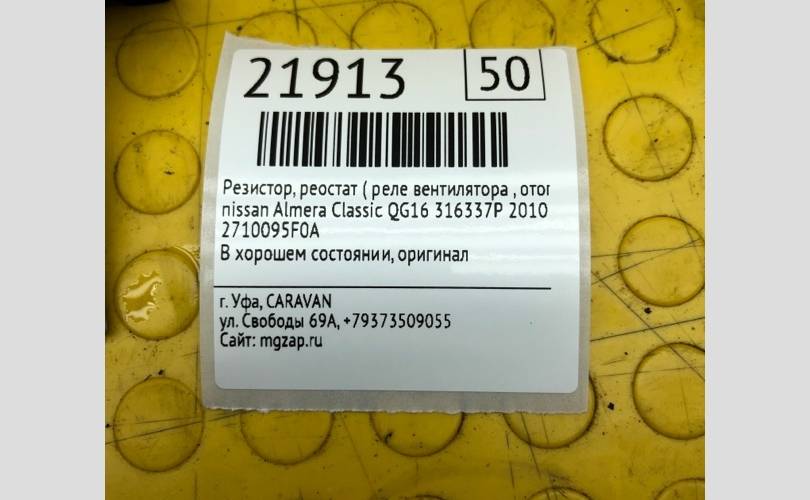 21913 50
Резистор, реостат ( реле вентилятора , отог
nissan Almera Classic QG16 316337P 2010
2710095F0A
В хорошем состоянии, оригинал
г. Уфа, CARAVAN
ул. Свободы 69А, +79373509055
Сайт: mgzap.ru